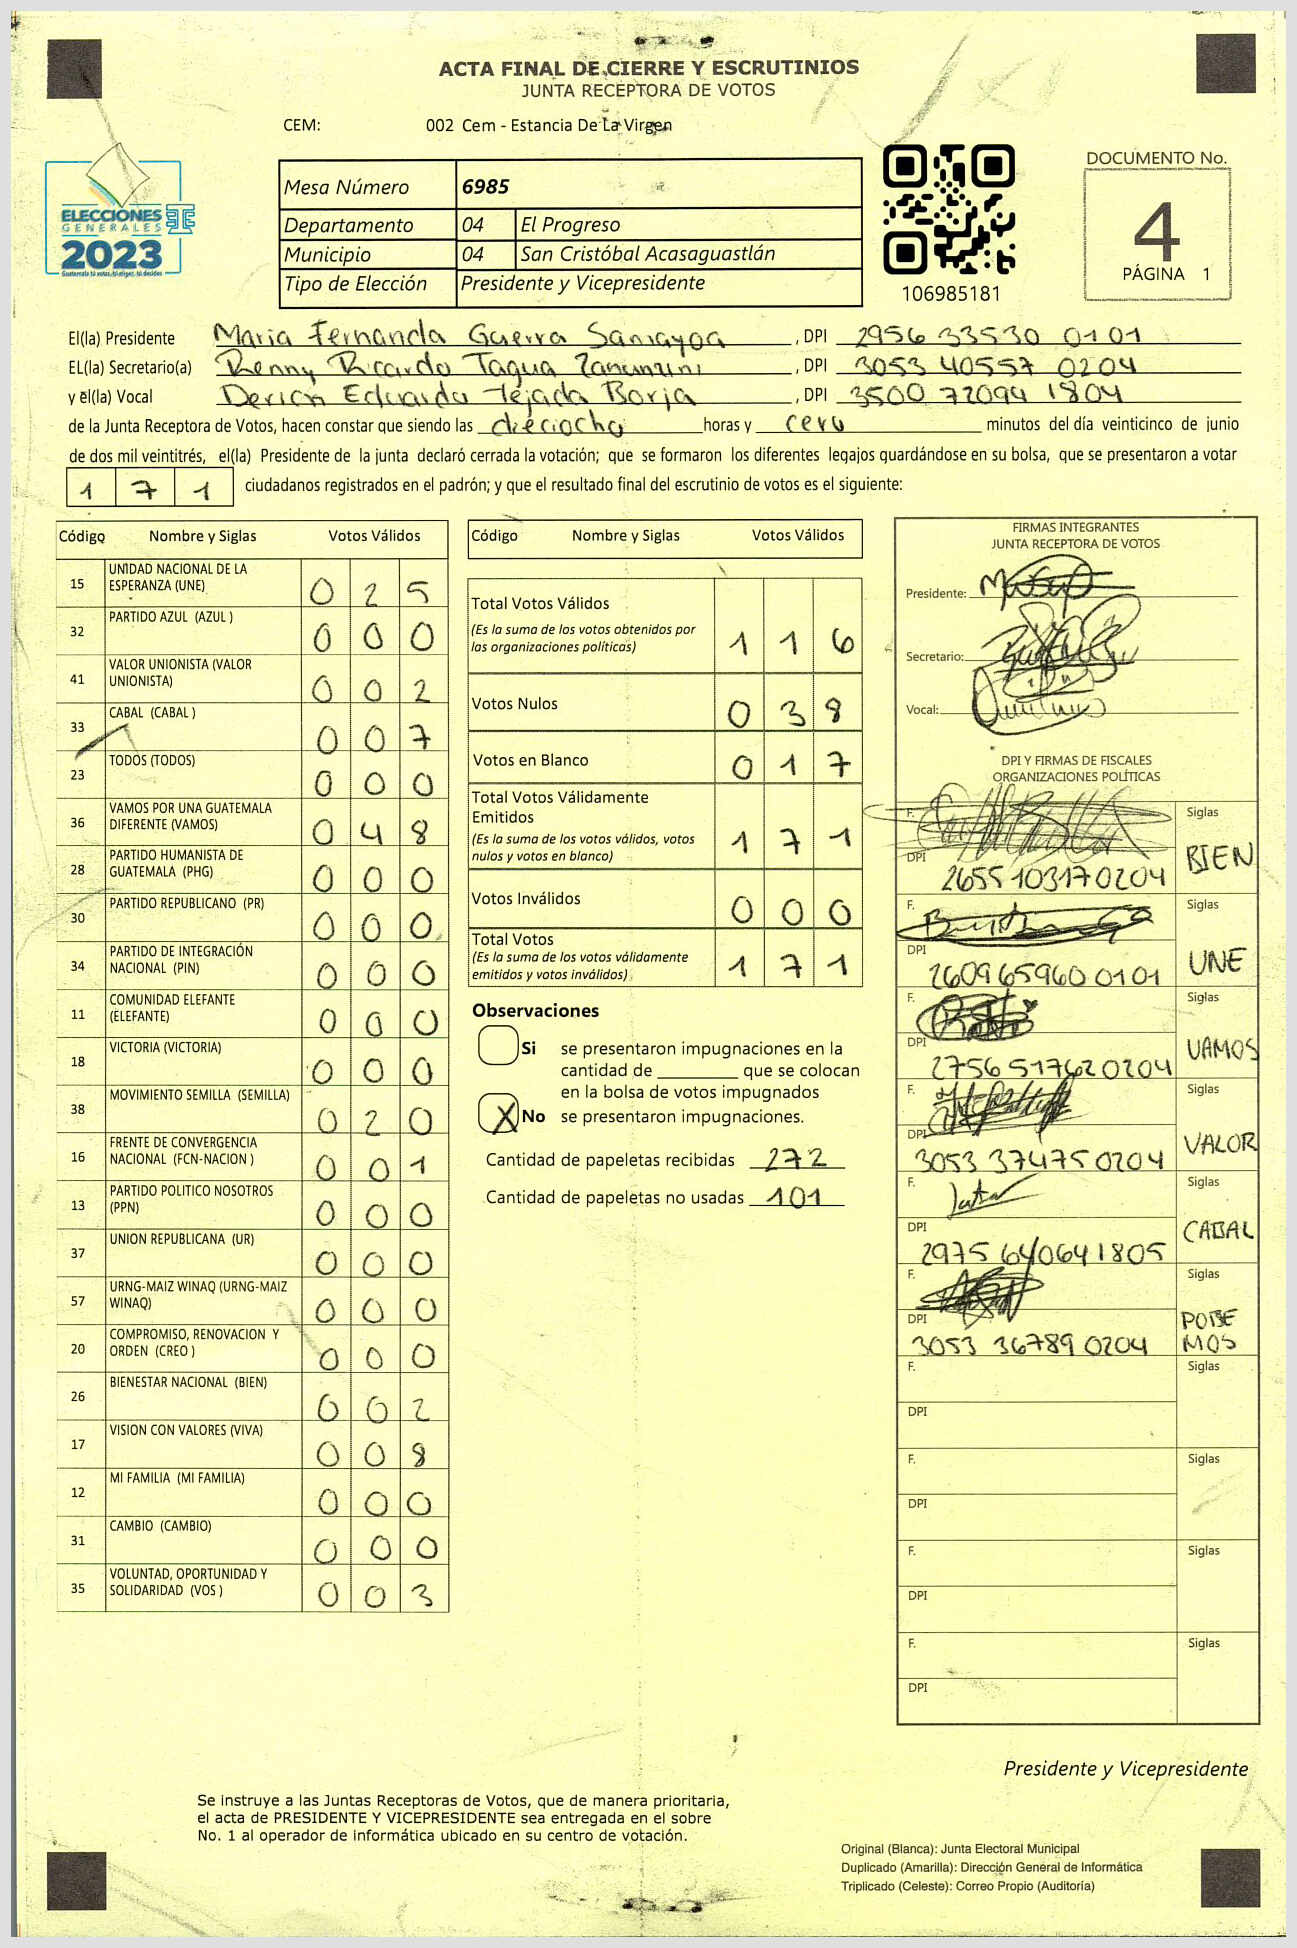 ACTA FINAL DE CIERRE Y ESCRUTINIOS
JUNTA RECEPTORA DE VOTOS
CEM: 002 Cem - Estancia De La Virgen
ELECCIONES
GENERALES
2023
Mesa Número 6985
Departamento 04 El Progreso
Municipio 04 San Cristóbal Acasaguastlán
Tipo de Elección Presidente y Vicepresidente
106985181
DOCUMENTO No.
4
PÁGINA 1
El(la) Presidente Maria Fernanda Guerra Samayoa, DPI 2956 33530 0101
EL(la) Secretario(a) Renny Ricardo Tagua, DPI 3053 40557 0204
y el(la) Vocal Derian Eduardo Tejada Borja, DPI 3500 72094 1804
de la Junta Receptora de Votos, hacen constar que siendo las dieciocho horas y cero minutos del día veinticinco de junio
de dos mil veintitrés, el(la) Presidente de la junta declaró cerrada la votación; que se formaron los diferentes legajos guardándose en su bolsa, que se presentaron a votar
1 7 1 ciudadanos registrados en el padrón; y que el resultado final del escrutinio de votos es el siguiente:
Código Nombre y Siglas Votos Válidos
15 UNIDAD NACIONAL DE LA
ESPERANZA (UNE) 0 2 5
32 PARTIDO AZUL (AZUL ) 0 0 0
41 VALOR UNIONISTA (VALOR
UNIONISTA) 0 0 2
33 CABAL (CABAL ) 0 0 7
23 TODOS (TODOS) 0 0 0
36 VAMOS POR UNA GUATEMALA
DIFERENTE (VAMOS) 0 4 8
28 PARTIDO HUMANISTA DE
GUATEMALA (PHG) 0 0 0
30 PARTIDO REPUBLICANO (PR) 0 0 0
34 PARTIDO DE INTEGRACIÓN
NACIONAL (PIN) 0 0 0
11 COMUNIDAD ELEFANTE
(ELEFANTE) 0 0 0
18 VICTORIA (VICTORIA) 0 0 0
38 MOVIMIENTO SEMILLA (SEMILLA) 0 2 0
16 FRENTE DE CONVERGENCIA
NACIONAL (FCN-NACION ) 0 0 1
13 PARTIDO POLITICO NOSOTROS
(PPN) 0 0 0
37 UNION REPUBLICANA (UR) 0 0 0
57 URNG-MAIZ WINAQ (URNG-MAIZ
WINAQ) 0 0 0
20 COMPROMISO, RENOVACION Y
ORDEN (CREO ) 0 0 0
26 BIENESTAR NACIONAL (BIEN) 0 0 2
17 VISION CON VALORES (VIVA) 0 0 8
12 MI FAMILIA (MI FAMILIA) 0 0 0
31 CAMBIO (CAMBIO) 0 0 0
35 VOLUNTAD, OPORTUNIDAD Y
SOLIDARIDAD (VOS ) 0 0 3
Código Nombre y Siglas Votos Válidos
Total Votos Válidos
(Es la suma de los votos obtenidos por
las organizaciones políticas) 1 1 6
Votos Nulos 0 3 8
Votos en Blanco 0 1 7
Total Votos Válidamente
Emitidos
(Es la suma de los votos válidos, votos
nulos y votos en blanco) 1 7 1
Votos Inválidos 0 0 0
Total Votos
(Es la suma de los votos válidamente
emitidos y votos inválidos) 1 7 1
Observaciones
Si se presentaron impugnaciones en la
cantidad de ________ que se colocan
en la bolsa de votos impugnados
X No se presentaron impugnaciones.
Cantidad de papeletas recibidas 272
Cantidad de papeletas no usadas 101
FIRMAS INTEGRANTES
JUNTA RECEPTORA DE VOTOS
Presidente:
Secretario:
Vocal:
DPI Y FIRMAS DE FISCALES
ORGANIZACIONES POLÍTICAS
F. Siglas
DPI 2655 10317 0204 BIEN
F. Siglas
DPI 2609 65960 0101 UNE
F. Siglas
DPI 2756 51762 0204 VAMOS
F. Siglas
DPI 3053 37475 0204 VALOR
F. Siglas
DPI 2975 64064 1805 CABAL
F. Siglas
DPI 3053 36789 0204 PODE
MOS
F. Siglas
DPI
F. Siglas
DPI
F. Siglas
DPI
F. Siglas
DPI
Presidente y Vicepresidente
Se instruye a las Juntas Receptoras de Votos, que de manera prioritaria,
el acta de PRESIDENTE Y VICEPRESIDENTE sea entregada en el sobre
No. 1 al operador de informática ubicado en su centro de votación.
Original (Blanca): Junta Electoral Municipal
Duplicado (Amarilla): Dirección General de Informática
Triplicado (Celeste): Correo Propio (Auditoría)